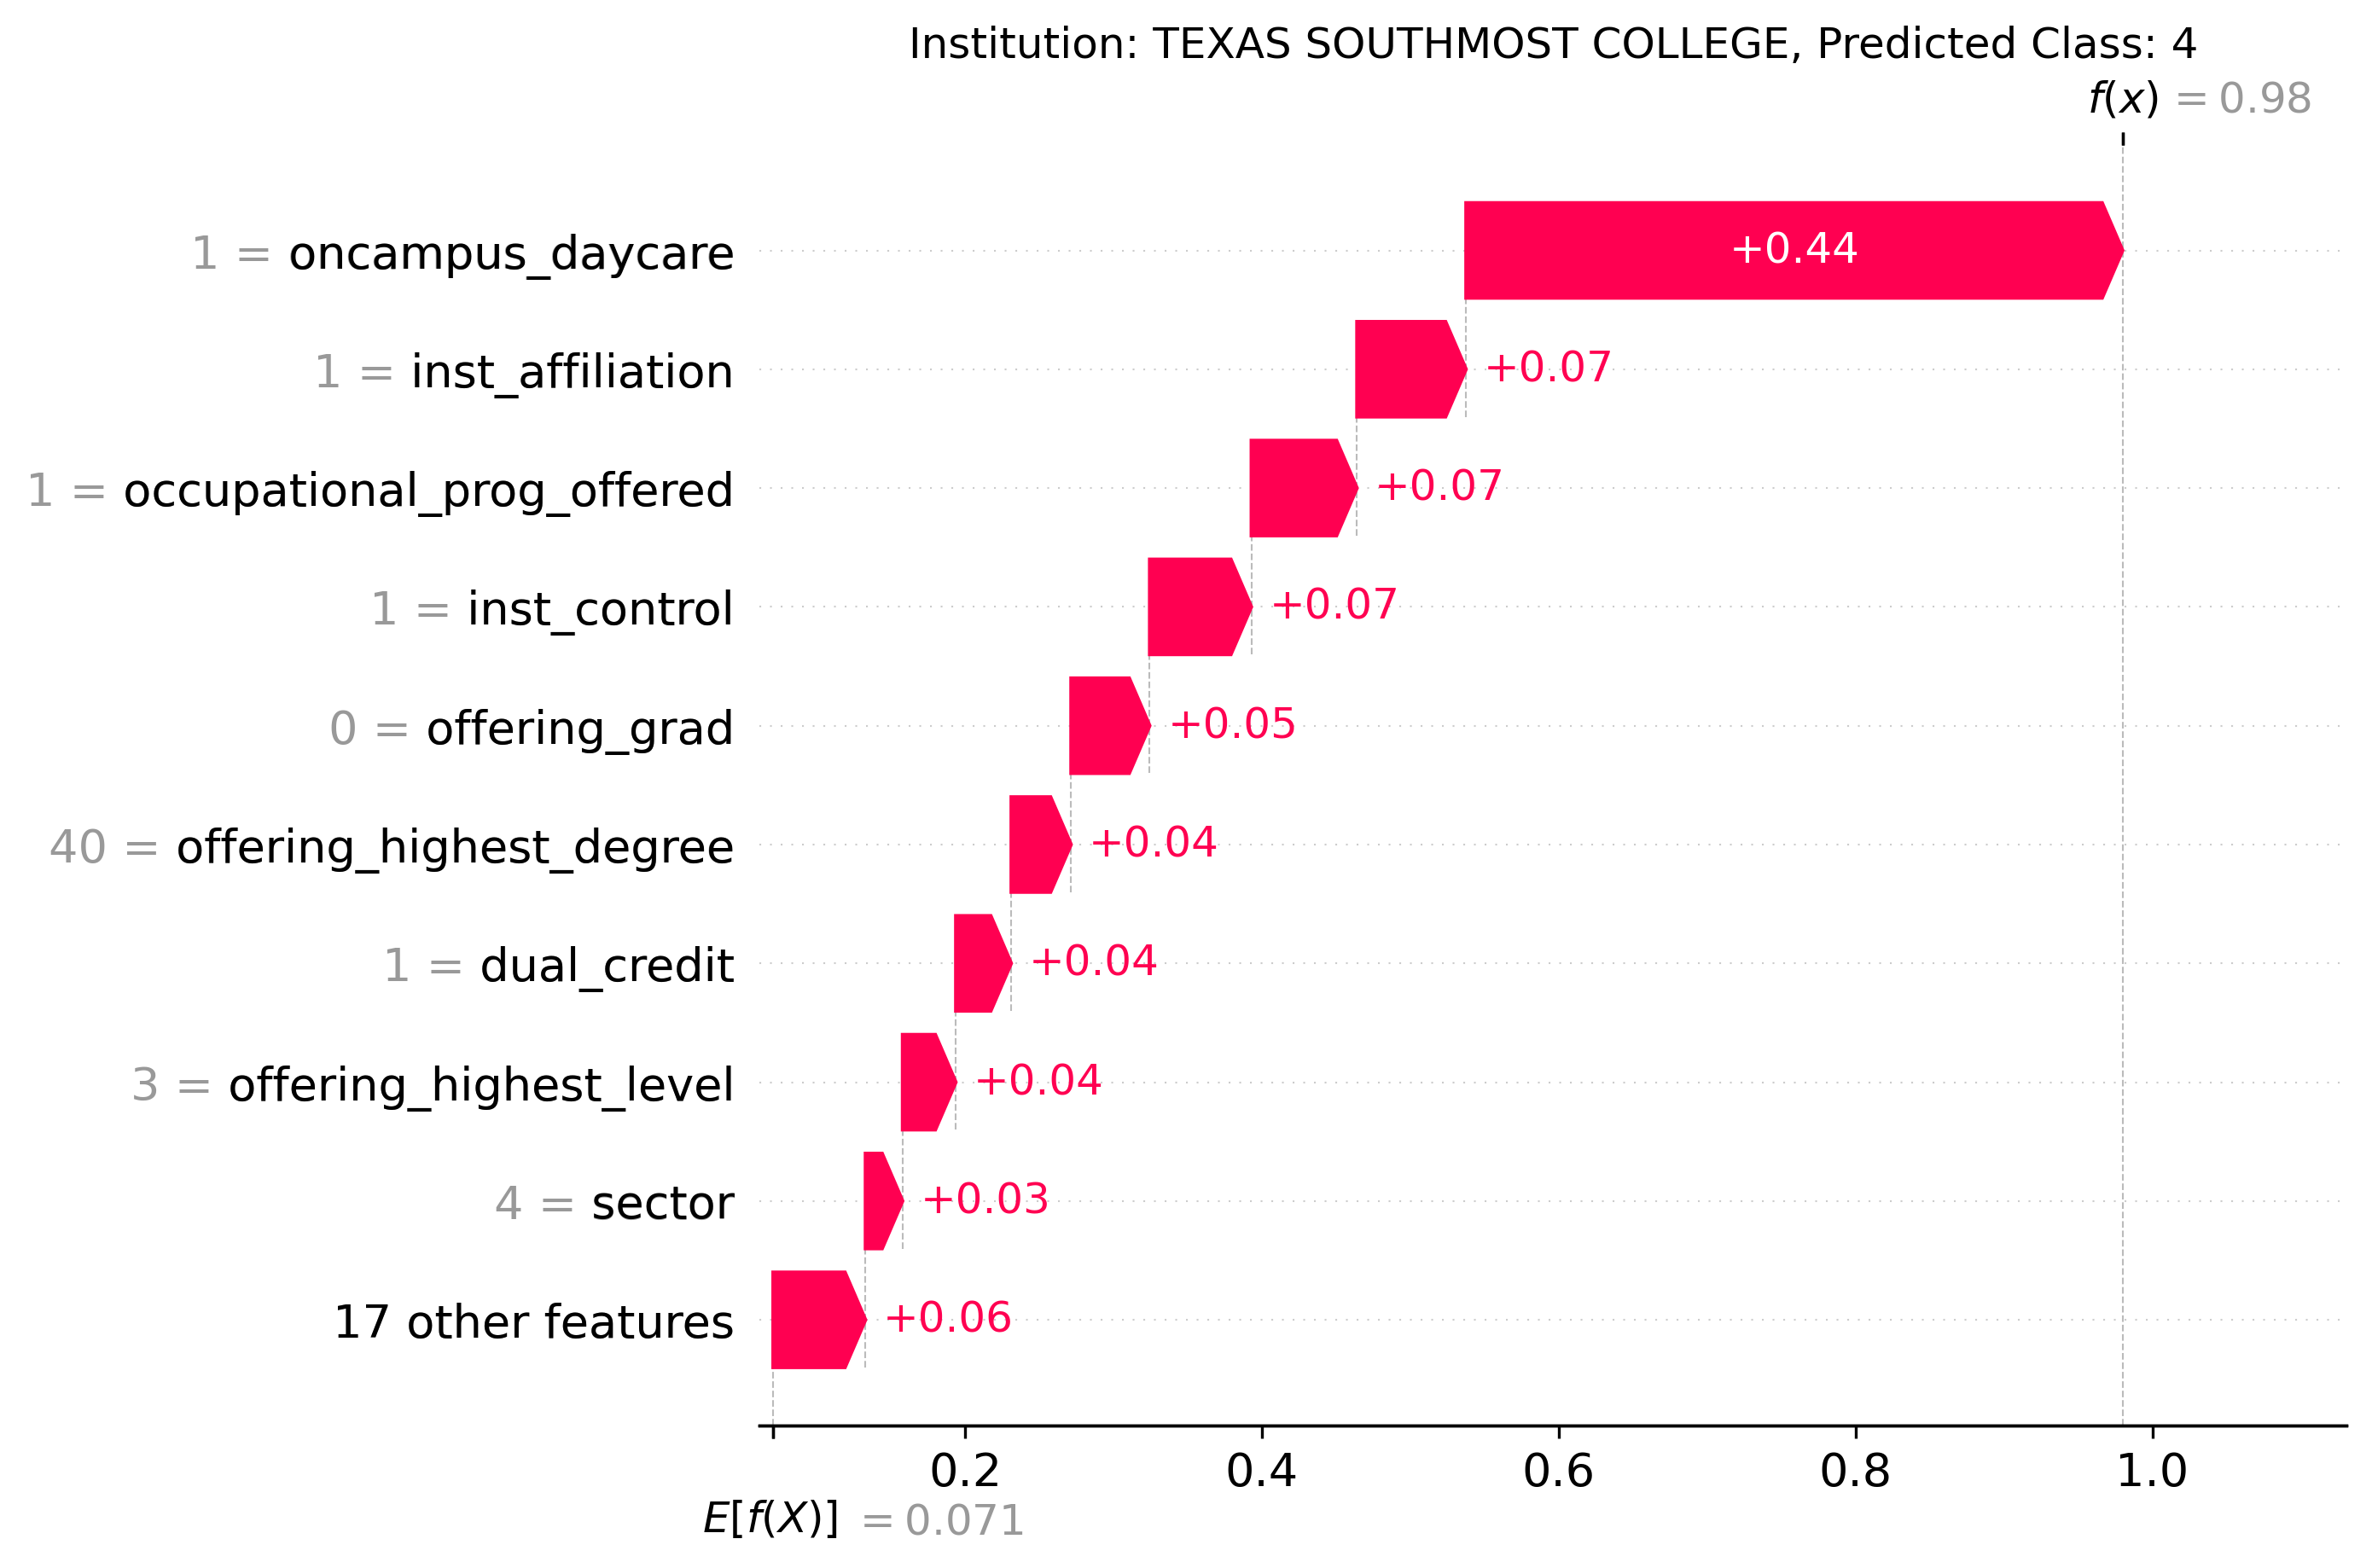 Institution: TEXAS SOUTHMOST COLLEGE, Predicted Class: 4
f(x) = 0.98
1 = oncampus_daycare +0.44
1 = inst_affiliation +0.07
1 = occupational_prog_offered +0.07
1 = inst_control +0.07
0 = offering_grad +0.05
40 = offering_highest_degree +0.04
1 = dual_credit +0.04
3 = offering_highest_level +0.04
4 = sector +0.03
17 other features +0.06
0.2 0.4 0.6 0.8 1.0
E[f(X)] = 0.071